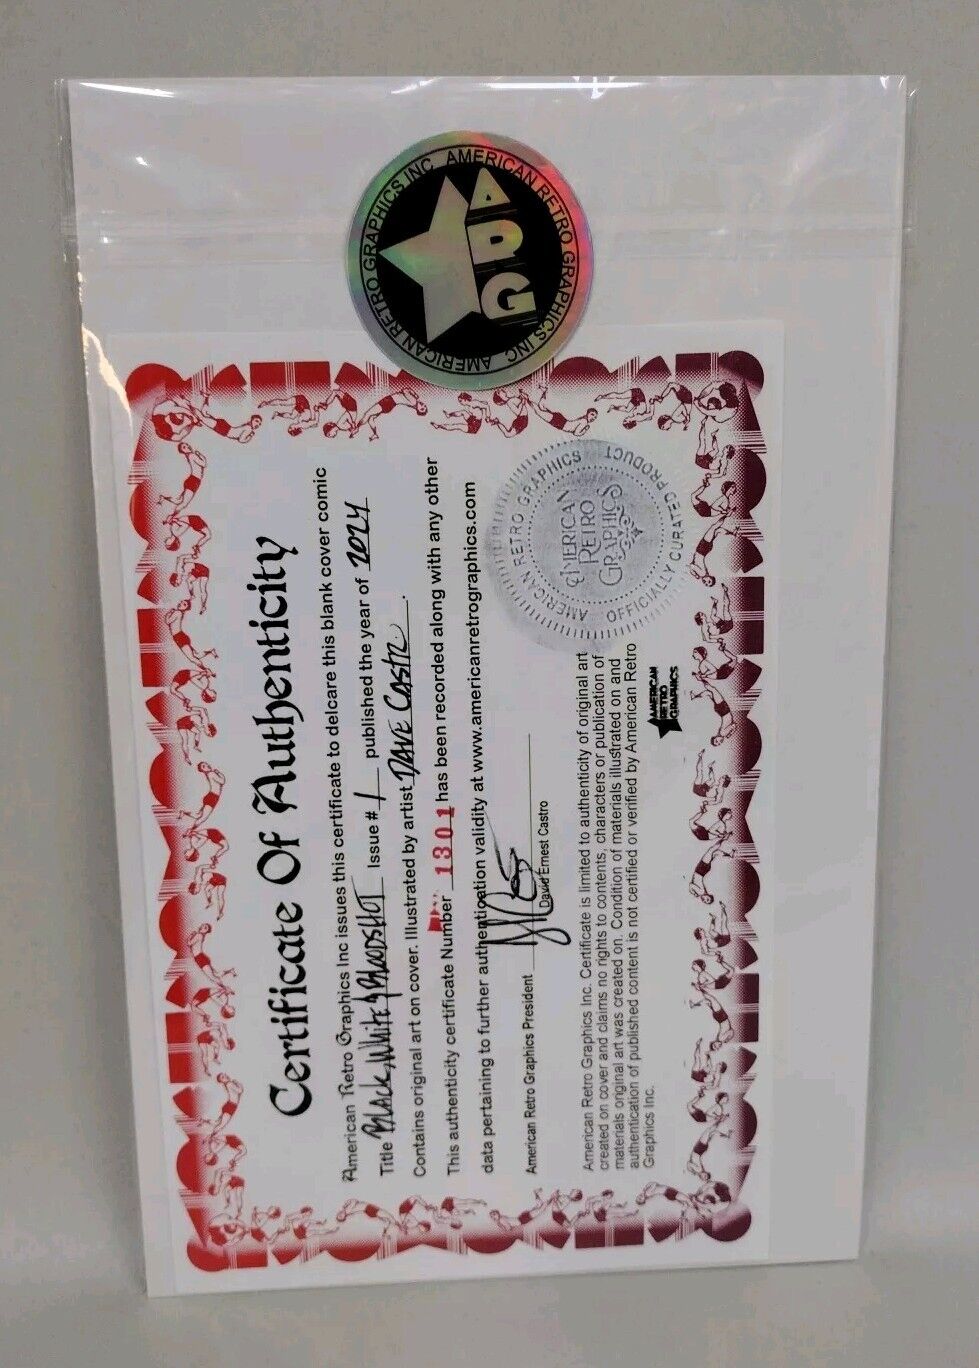 AMERICAN RETRO GRAPHICS INC. AMERICAN RETRO GRAPHICS INC.
ARG
Certificate Of Authenticity
American Retro Graphics Inc issues this certificate to delcare this blank cover comic
Title BLACK, WHITE & BLOODSHOT Issue # 1 published the year of 2024
Contains original art on cover. Illustrated by artist DAVE CASTR.
This authenticity certificate Number 1301 has been recorded along with any other
data pertaining to further authentication validity at www.americanretrographics.com
American Retro Graphics President
David Ernest Castro
AMERICAN RETRO GRAPHICS
AMERICAN RETRO GRAPHICS
OFFICIALLY CURATED PRODUCT
AMERICAN
RETRO
GRAPHICS
American Retro Graphics Inc. Certificate is limited to authenticity of original art
created on cover and claims no rights to contents, characters or publication of
materials original art was created on. Condition of materials illustrated on and
authentication of published content is not certified or verified by American Retro
Graphics Inc.
AMERICAN
RETRO
GRAPHICS